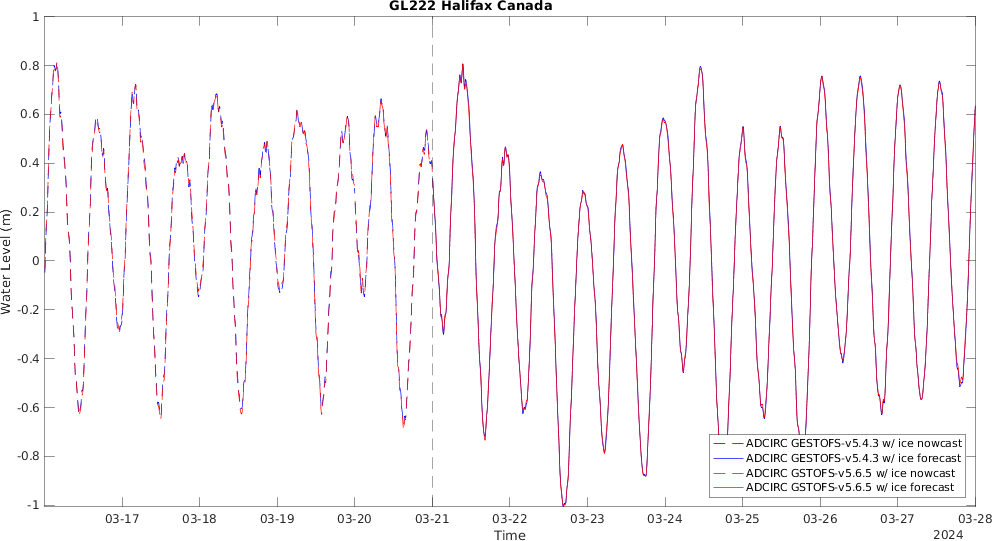 GL222 Halifax Canada
1
0.8
0.6
0.4
0.2
0
-0.2
-0.4
-0.6
-0.8
-1
Water Level (m)
ADCIRC GESTOFS-v5.4.3 w/ ice nowcast
ADCIRC GESTOFS-v5.4.3 w/ ice forecast
ADCIRC GSTOFS-v5.6.5 w/ ice nowcast
ADCIRC GSTOFS-v5.6.5 w/ ice forecast
03-17 03-18 03-19 03-20 03-21 03-22 03-23 03-24 03-25 03-26 03-27 03-28
Time
2024